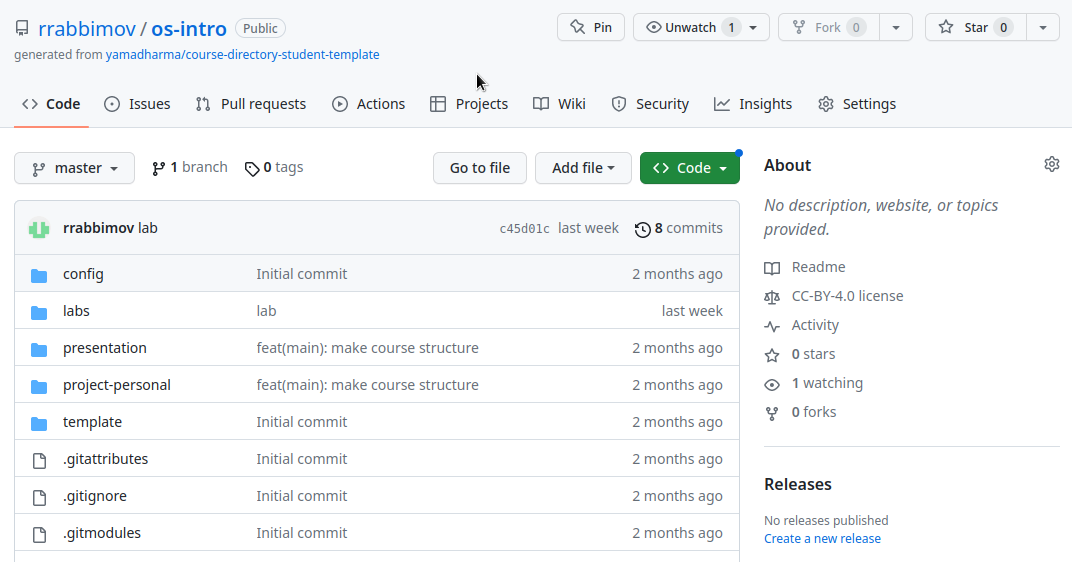 rrabbimov / os-intro Public
Pin Unwatch 1 Fork 0 Star 0
generated from yamadharma/course-directory-student-template
Code Issues Pull requests Actions Projects Wiki Security Insights Settings
master 1 branch 0 tags Go to file Add file Code
rrabbimov lab c45d01c last week 8 commits
config Initial commit 2 months ago
labs lab last week
presentation feat(main): make course structure 2 months ago
project-personal feat(main): make course structure 2 months ago
template Initial commit 2 months ago
.gitattributes Initial commit 2 months ago
.gitignore Initial commit 2 months ago
.gitmodules Initial commit 2 months ago
About
No description, website, or topics
provided.
Readme
CC-BY-4.0 license
Activity
0 stars
1 watching
0 forks
Releases
No releases published
Create a new release